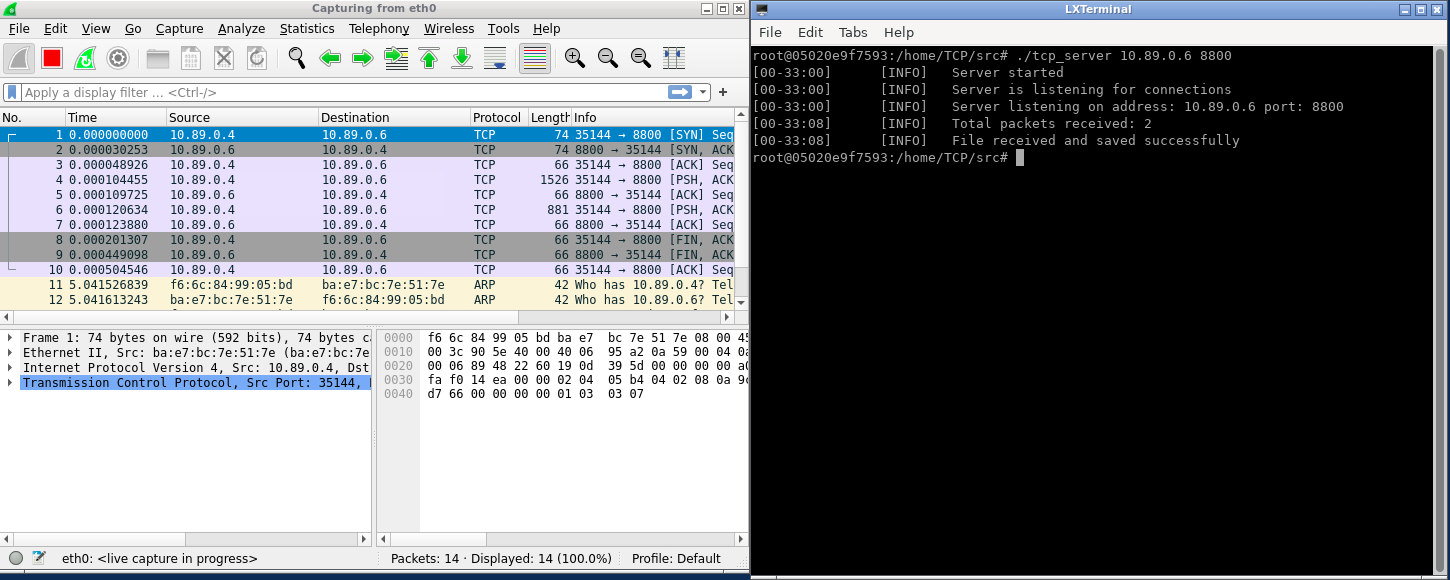 Capturing from eth0
File Edit View Go Capture Analyze Statistics Telephony Wireless Tools Help
Apply a display filter ... <Ctrl-/>
No. Time Source Destination Protocol Length Info
1 0.000000000 10.89.0.4 10.89.0.6 TCP 74 35144 → 8800 [SYN] Seq
2 0.000030253 10.89.0.6 10.89.0.4 TCP 74 8800 → 35144 [SYN, ACK
3 0.000048926 10.89.0.4 10.89.0.6 TCP 66 35144 → 8800 [ACK] Seq
4 0.000104455 10.89.0.4 10.89.0.6 TCP 1526 35144 → 8800 [PSH, ACK
5 0.000109725 10.89.0.6 10.89.0.4 TCP 66 8800 → 35144 [ACK] Seq
6 0.000120634 10.89.0.4 10.89.0.6 TCP 881 35144 → 8800 [PSH, ACK
7 0.000123880 10.89.0.6 10.89.0.4 TCP 66 8800 → 35144 [ACK] Seq
8 0.000201307 10.89.0.4 10.89.0.6 TCP 66 35144 → 8800 [FIN, ACK
9 0.000449098 10.89.0.6 10.89.0.4 TCP 66 8800 → 35144 [FIN, ACK
10 0.000504546 10.89.0.4 10.89.0.6 TCP 66 35144 → 8800 [ACK] Seq
11 5.041526839 f6:6c:84:99:05:bd ba:e7:bc:7e:51:7e ARP 42 Who has 10.89.0.4? Tel
12 5.041613243 ba:e7:bc:7e:51:7e f6:6c:84:99:05:bd ARP 42 Who has 10.89.0.6? Tel
Frame 1: 74 bytes on wire (592 bits), 74 bytes c
Ethernet II, Src: ba:e7:bc:7e:51:7e (ba:e7:bc:7e
Internet Protocol Version 4, Src: 10.89.0.4, Dst
Transmission Control Protocol, Src Port: 35144,
0000 f6 6c 84 99 05 bd ba e7 bc 7e 51 7e 08 00 45
0010 00 3c 90 5e 40 00 40 06 95 a2 0a 59 00 04 0a
0020 00 06 89 48 22 60 19 0d 39 5d 00 00 00 00 a0
0030 fa f0 14 ea 00 00 02 04 05 b4 04 02 08 0a 9c
0040 d7 66 00 00 00 00 01 03 03 07
eth0: <live capture in progress> Packets: 14 · Displayed: 14 (100.0%) Profile: Default
LXTerminal
File Edit Tabs Help
root@05020e9f7593:/home/TCP/src# ./tcp_server 10.89.0.6 8800
[00-33:00] [INFO] Server started
[00-33:00] [INFO] Server is listening for connections
[00-33:00] [INFO] Server listening on address: 10.89.0.6 port: 8800
[00-33:08] [INFO] Total packets received: 2
[00-33:08] [INFO] File received and saved successfully
root@05020e9f7593:/home/TCP/src#